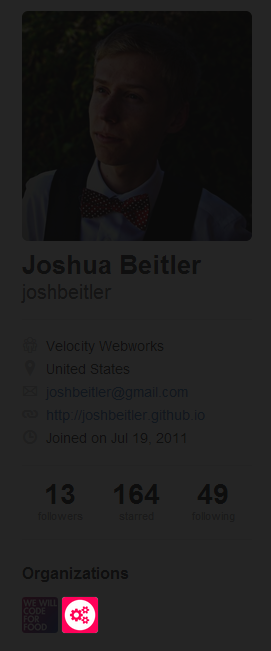 Joshua Beitler
joshbeitler
Velocity Webworks
United States
joshbeitler@gmail.com
http://joshbeitler.github.io
Joined on Jul 19, 2011
13 164 49
followers starred following
Organizations
WE WILL
CODE
FOR
FOOD